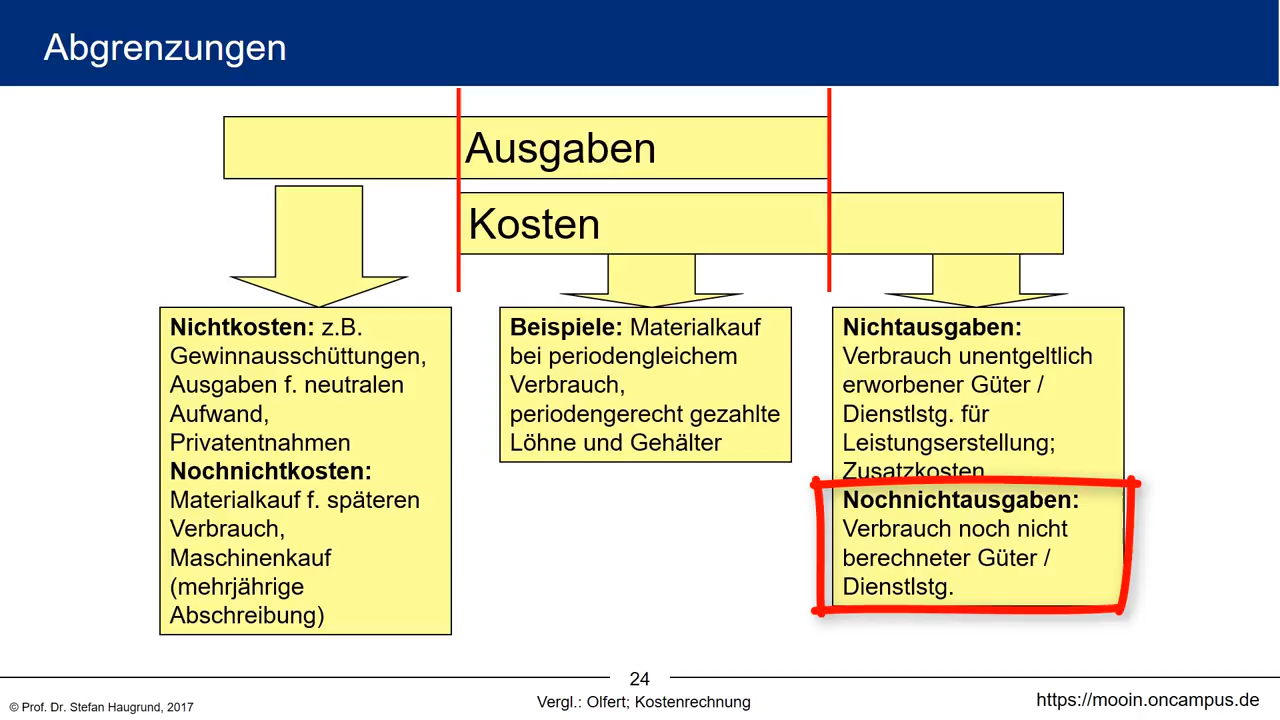 Abgrenzungen
Ausgaben
Kosten
Nichtkosten: z.B.
Gewinnausschüttungen,
Ausgaben f. neutralen
Aufwand,
Privatentnahmen
Nochnichtkosten:
Materialkauf f. späteren
Verbrauch,
Maschinenkauf
(mehrjährige
Abschreibung)
Beispiele: Materialkauf
bei periodengleichem
Verbrauch,
periodengerecht gezahlte
Löhne und Gehälter
Nichtausgaben:
Verbrauch unentgeltlich
erworbener Güter /
Dienstlstg. für
Leistungserstellung;
Zusatzkosten
Nochnichtausgaben:
Verbrauch noch nicht
berechneter Güter /
Dienstlstg.
24
© Prof. Dr. Stefan Haugrund, 2017
Vergl.: Olfert; Kostenrechnung
https://mooin.oncampus.de